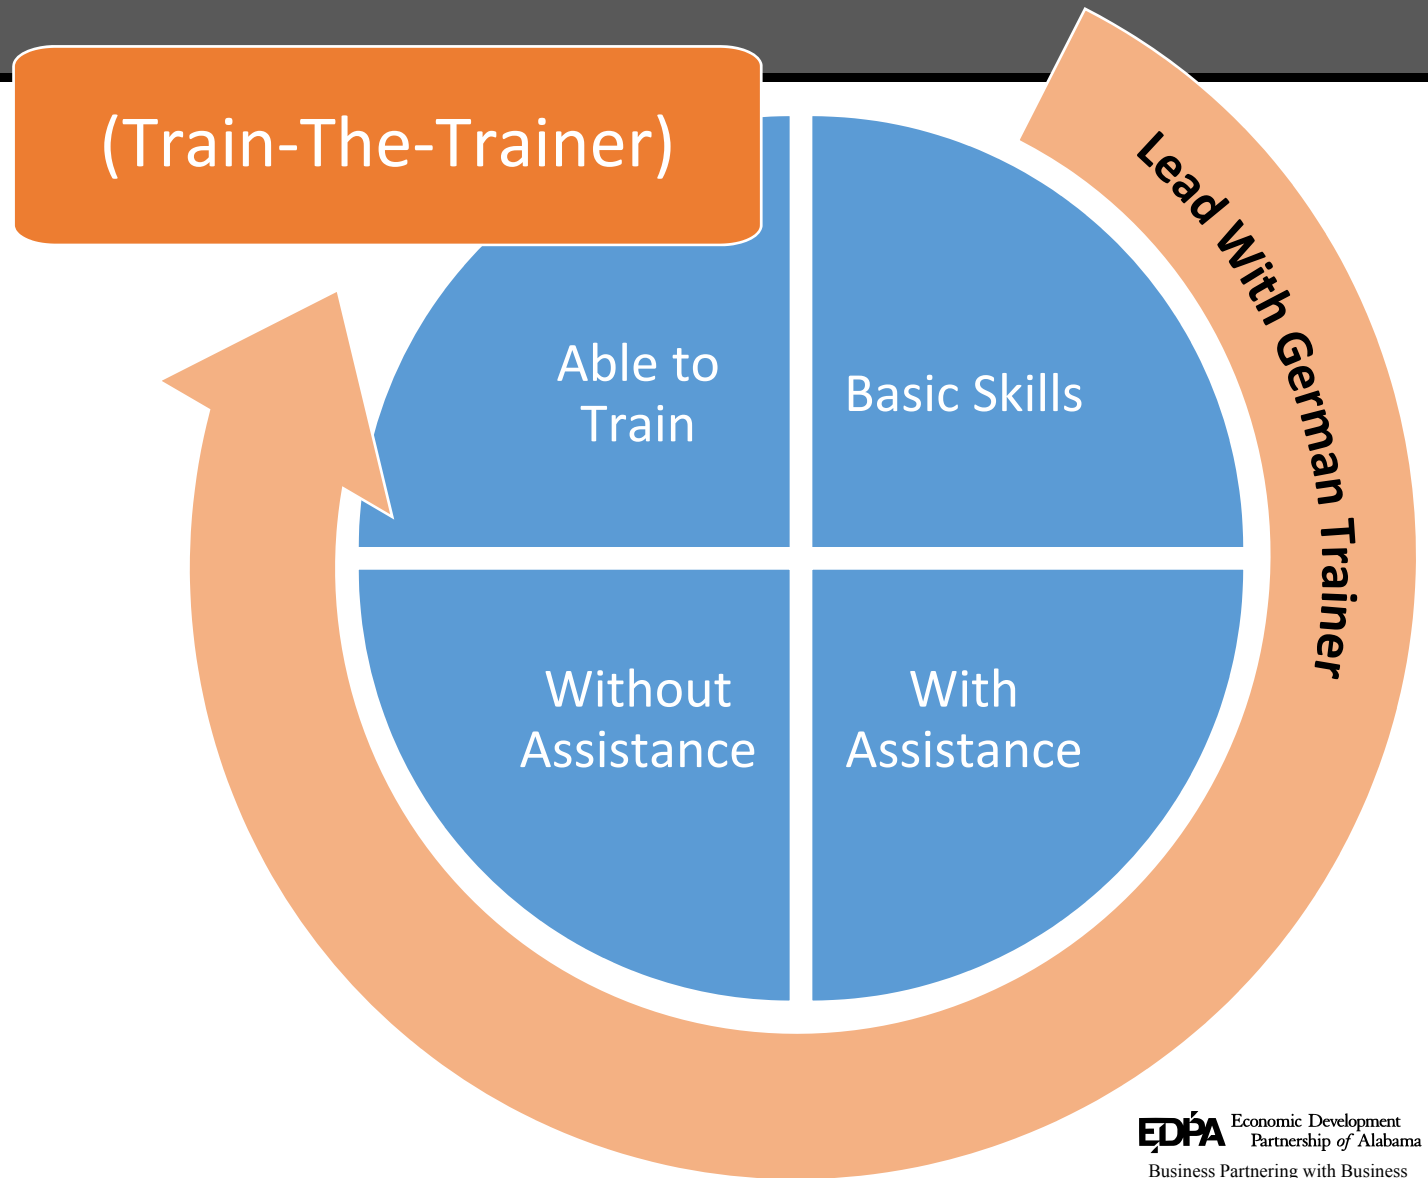 (Train-The-Trainer)
Lead With German Trainer
Able to
Train
Basic Skills
Without
Assistance
With
Assistance
EDPA Economic Development
Partnership of Alabama
Business Partnering with Business